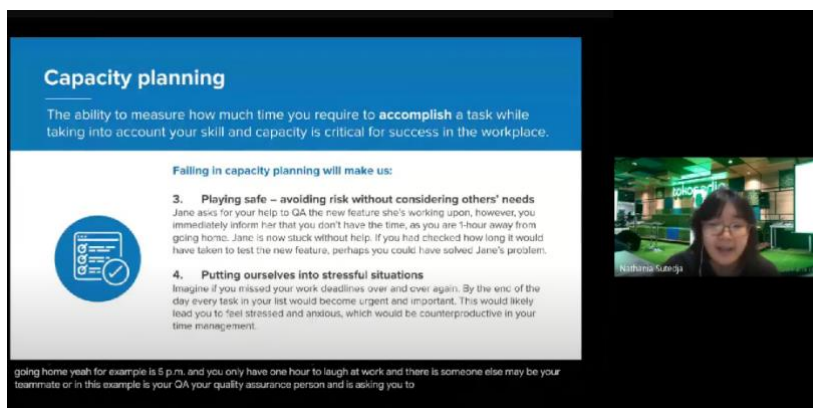 Capacity planning
The ability to measure how much time you require to accomplish a task while
taking into account your skill and capacity is critical for success in the workplace.
Failing in capacity planning will make us:
3. Playing safe – avoiding risk without considering others' needs
Jane asks for your help to QA the new feature she's working upon, however, you
immediately inform her that you don't have the time, as you are 1-hour away from
going home. Jane is now stuck without help. If you had checked how long it would
have taken to test the new feature, perhaps you could have solved Jane's problem.
4. Putting ourselves into stressful situations
Imagine if you missed your work deadlines over and over again. By the end of the
day every task in your list would become urgent and important. This would likely
lead you to feel stressed and anxious, which would be counterproductive in your
time management.
tokopedia
Nathania Sutedja
going home yeah for example is 5 p.m. and you only have one hour to laugh at work and there is someone else may be your
teammate or in this example is your QA your quality assurance person and is asking you to